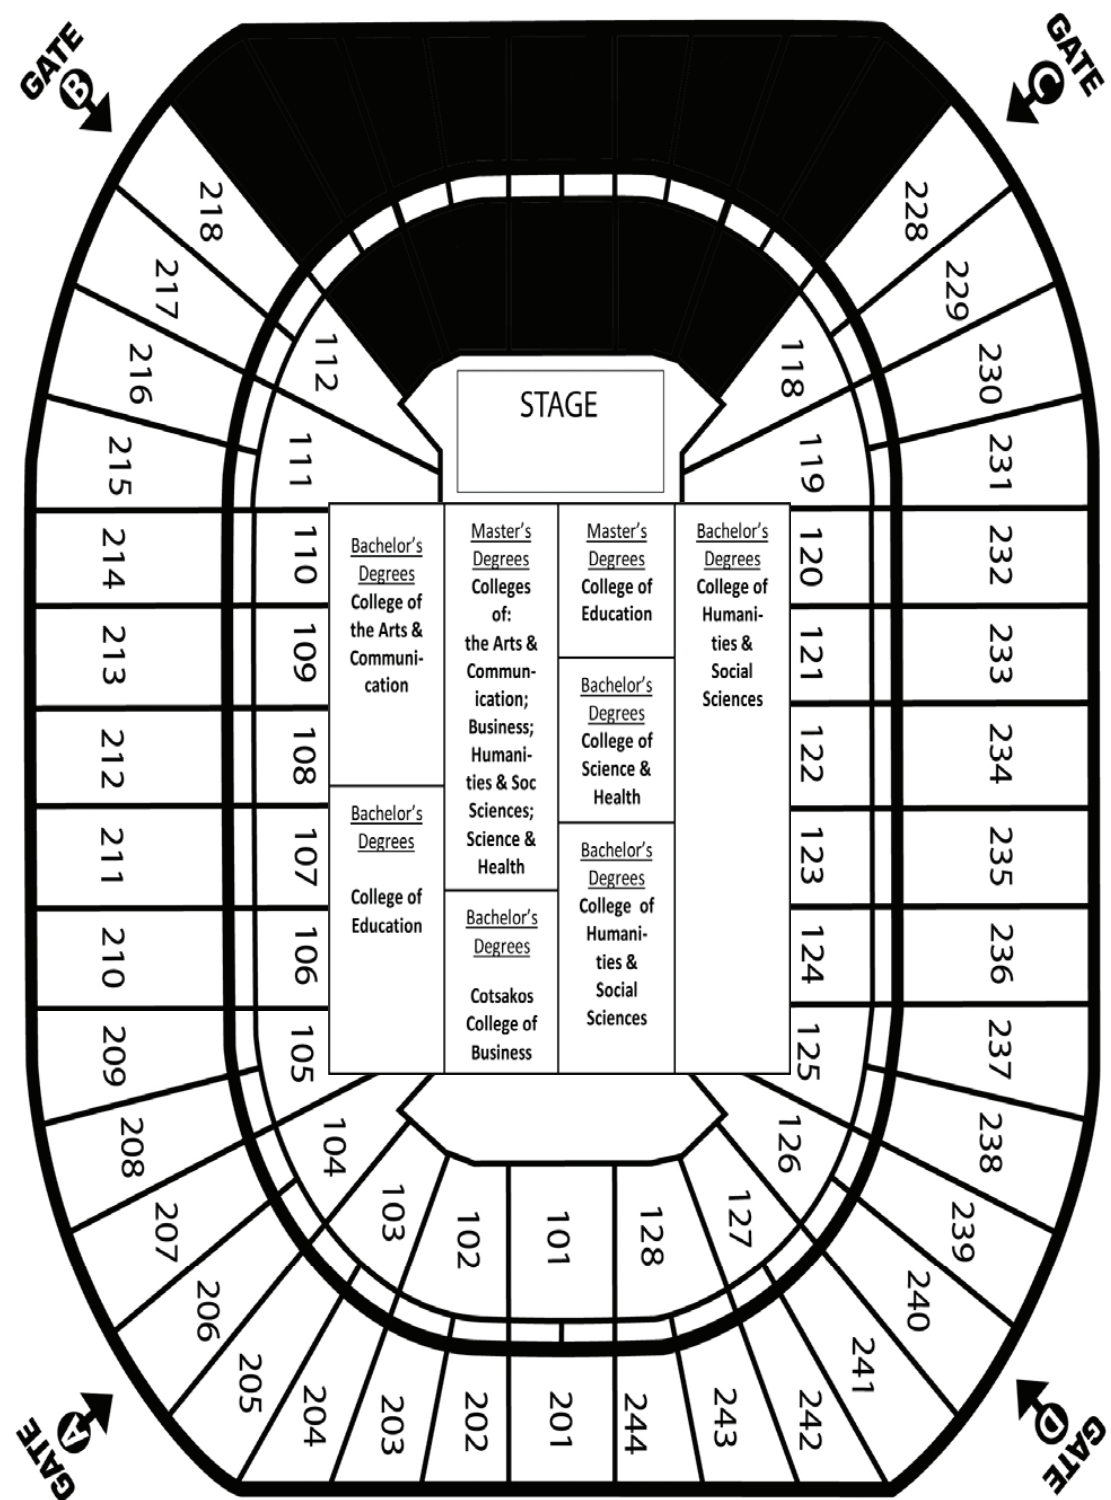 GATE
B
GATE
C
218
228
217
229
112
118
216
230
STAGE
111
119
215
231
Bachelor's
Degrees
College of
the Arts &
Communi-
cation
Master's
Degrees
Colleges
of:
the Arts &
Commun-
ication;
Business;
Humani-
ties & Soc
Sciences;
Science &
Health
Master's
Degrees
College of
Education
Bachelor's
Degrees
College of
Humani-
ties &
Social
Sciences
Bachelor's
Degrees
College of
Science &
Health
Bachelor's
Degrees
College of
Education
Bachelor's
Degrees
College of
Humani-
ties &
Social
Sciences
Bachelor's
Degrees
Cotsakos
College of
Business
214
110
120
232
213
109
121
233
212
108
122
234
211
107
123
235
210
106
124
236
209
105
125
237
208
104
126
238
207
103
102
101
128
127
239
206
240
205
241
204
203
202
201
244
243
242
GATE
A
GATE
D